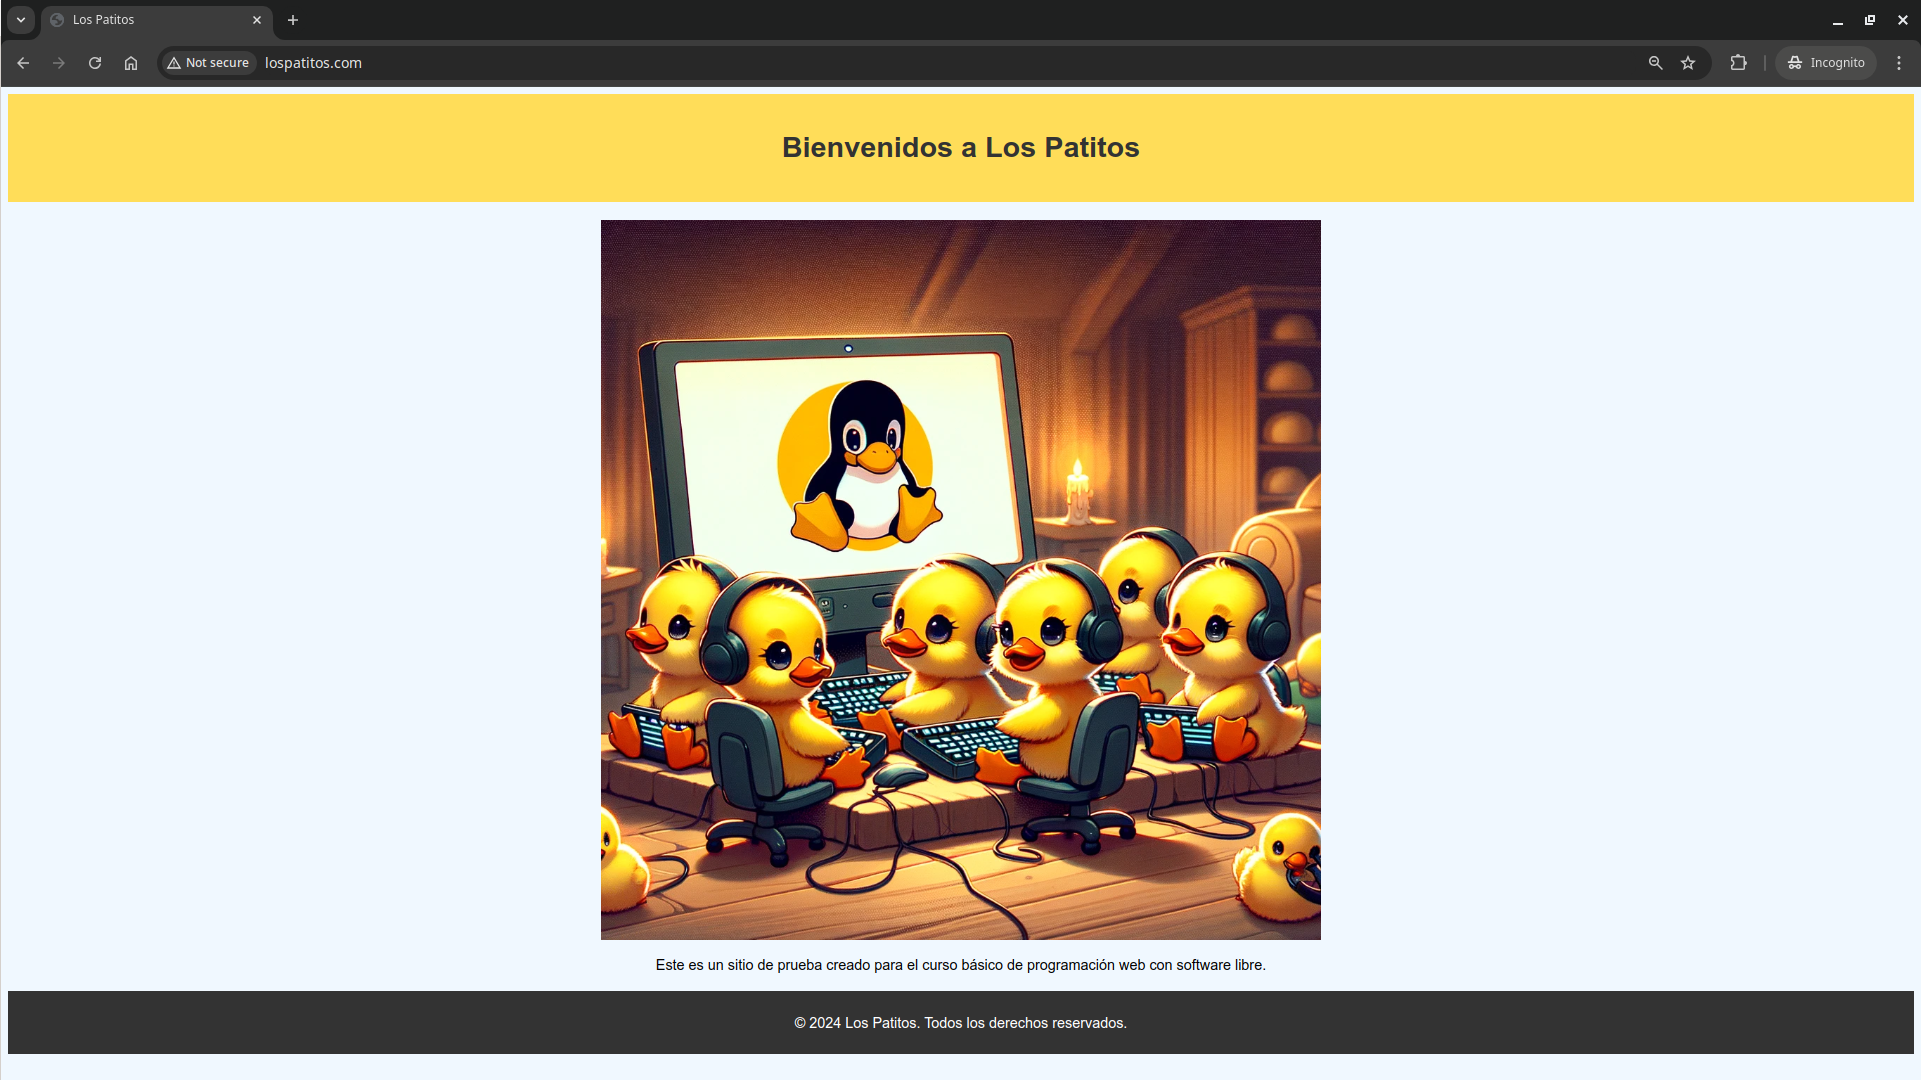 Los Patitos
Not secure
lospatitos.com
Incognito
Bienvenidos a Los Patitos
Este es un sitio de prueba creado para el curso básico de programación web con software libre.
© 2024 Los Patitos. Todos los derechos reservados.